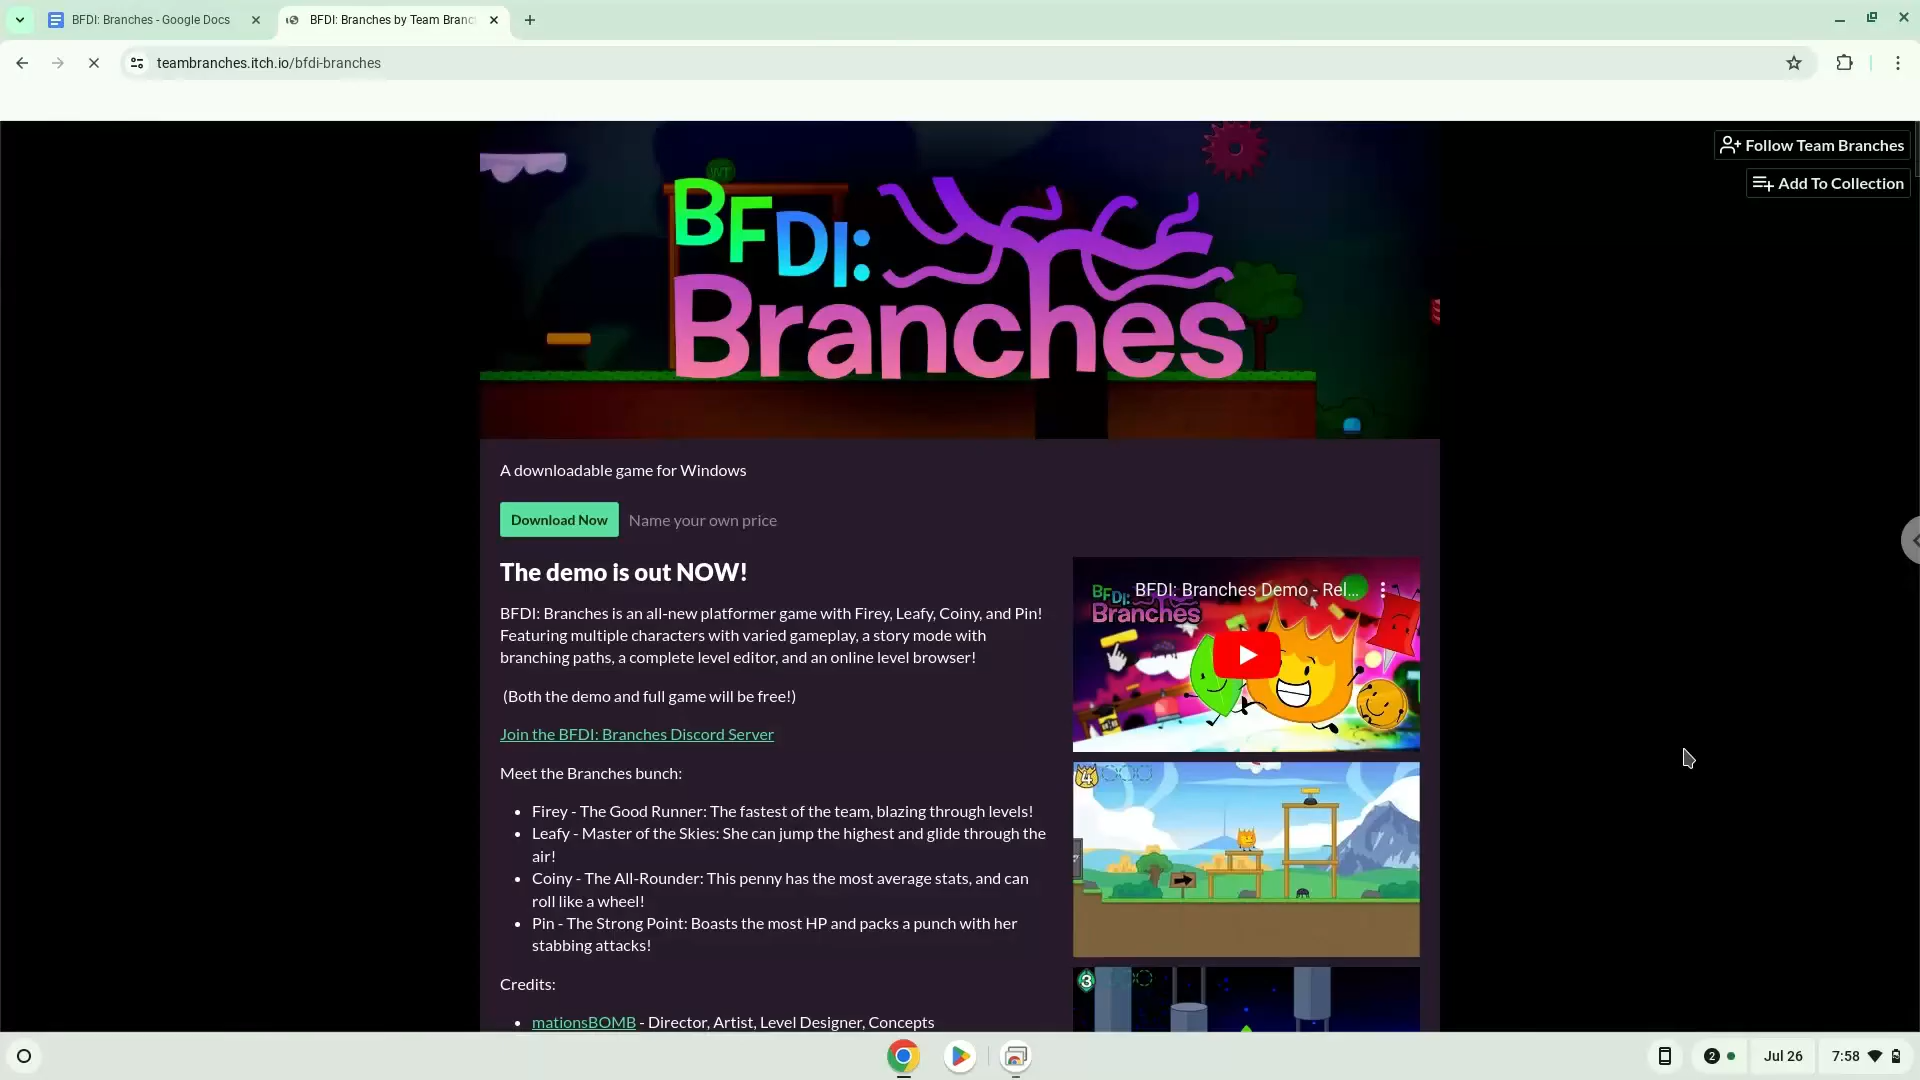 BFDI: Branches - Google Docs
BFDI: Branches by Team Branc
teambranches.itch.io/bfdi-branches
Follow Team Branches
Add To Collection
WT
BFDI:
Branches
A downloadable game for Windows
Download Now
Name your own price
The demo is out NOW!
BFDI: Branches is an all-new platformer game with Firey, Leafy, Coiny, and Pin!
Featuring multiple characters with varied gameplay, a story mode with
branching paths, a complete level editor, and an online level browser!
(Both the demo and full game will be free!)
Join the BFDI: Branches Discord Server
Meet the Branches bunch:
• Firey - The Good Runner: The fastest of the team, blazing through levels!
• Leafy - Master of the Skies: She can jump the highest and glide through the
air!
• Coiny - The All-Rounder: This penny has the most average stats, and can
roll like a wheel!
• Pin - The Strong Point: Boasts the most HP and packs a punch with her
stabbing attacks!
Credits:
• mationsBOMB - Director, Artist, Level Designer, Concepts
BFDI: Branches Demo - Rel...
BFDI:
Branches
4
3
2
Jul 26
7:58